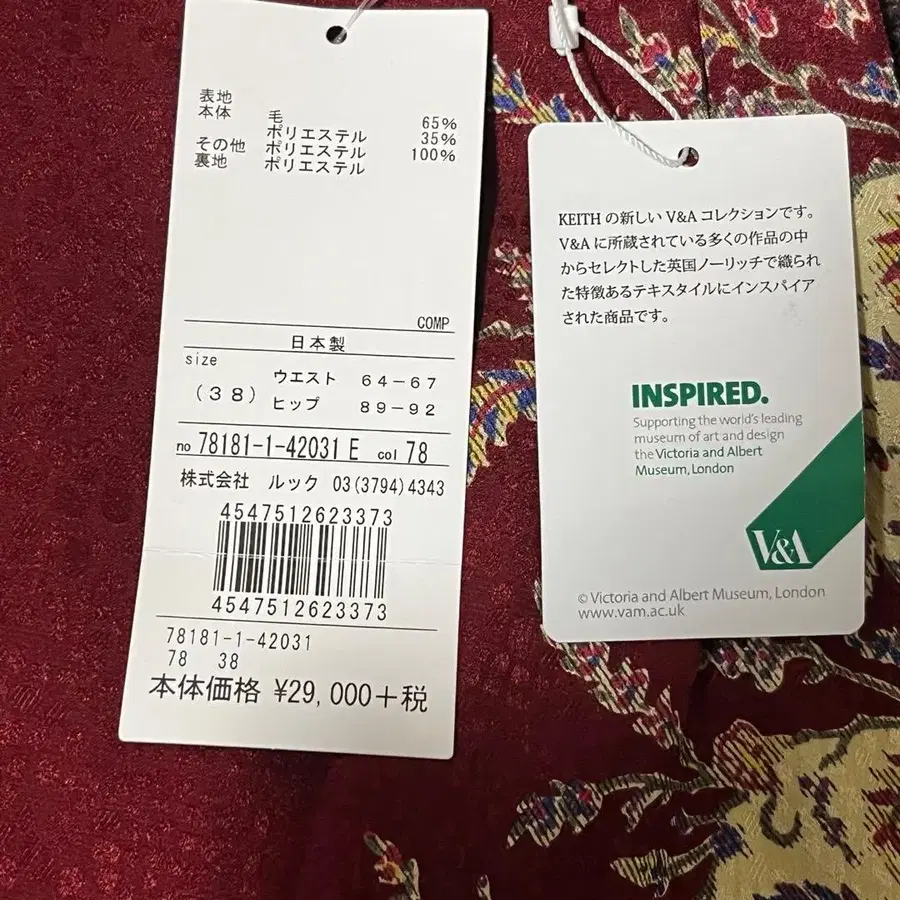 表地
本体 毛 65%
ポリエステル 35%
その他 ポリエステル 100%
裏地 ポリエステル
COMP
日本製
size
(38) ウエスト 64-67
ヒップ 89-92
no 78181-1-42031 E col 78
株式会社 ルック 03(3794)4343
4547512623373
4547512623373
78181-1-42031
78 38
本体価格 ¥29,000+税
KEITH の新しい V&A コレクションです。
V&A に所蔵されている多くの作品の中
からセレクトした英国ノーリッチで織られ
た特徴あるテキスタイルにインスパイア
された商品です。
INSPIRED.
Supporting the world's leading
museum of art and design
the Victoria and Albert
Museum, London
V&A
© Victoria and Albert Museum, London
www.vam.ac.uk